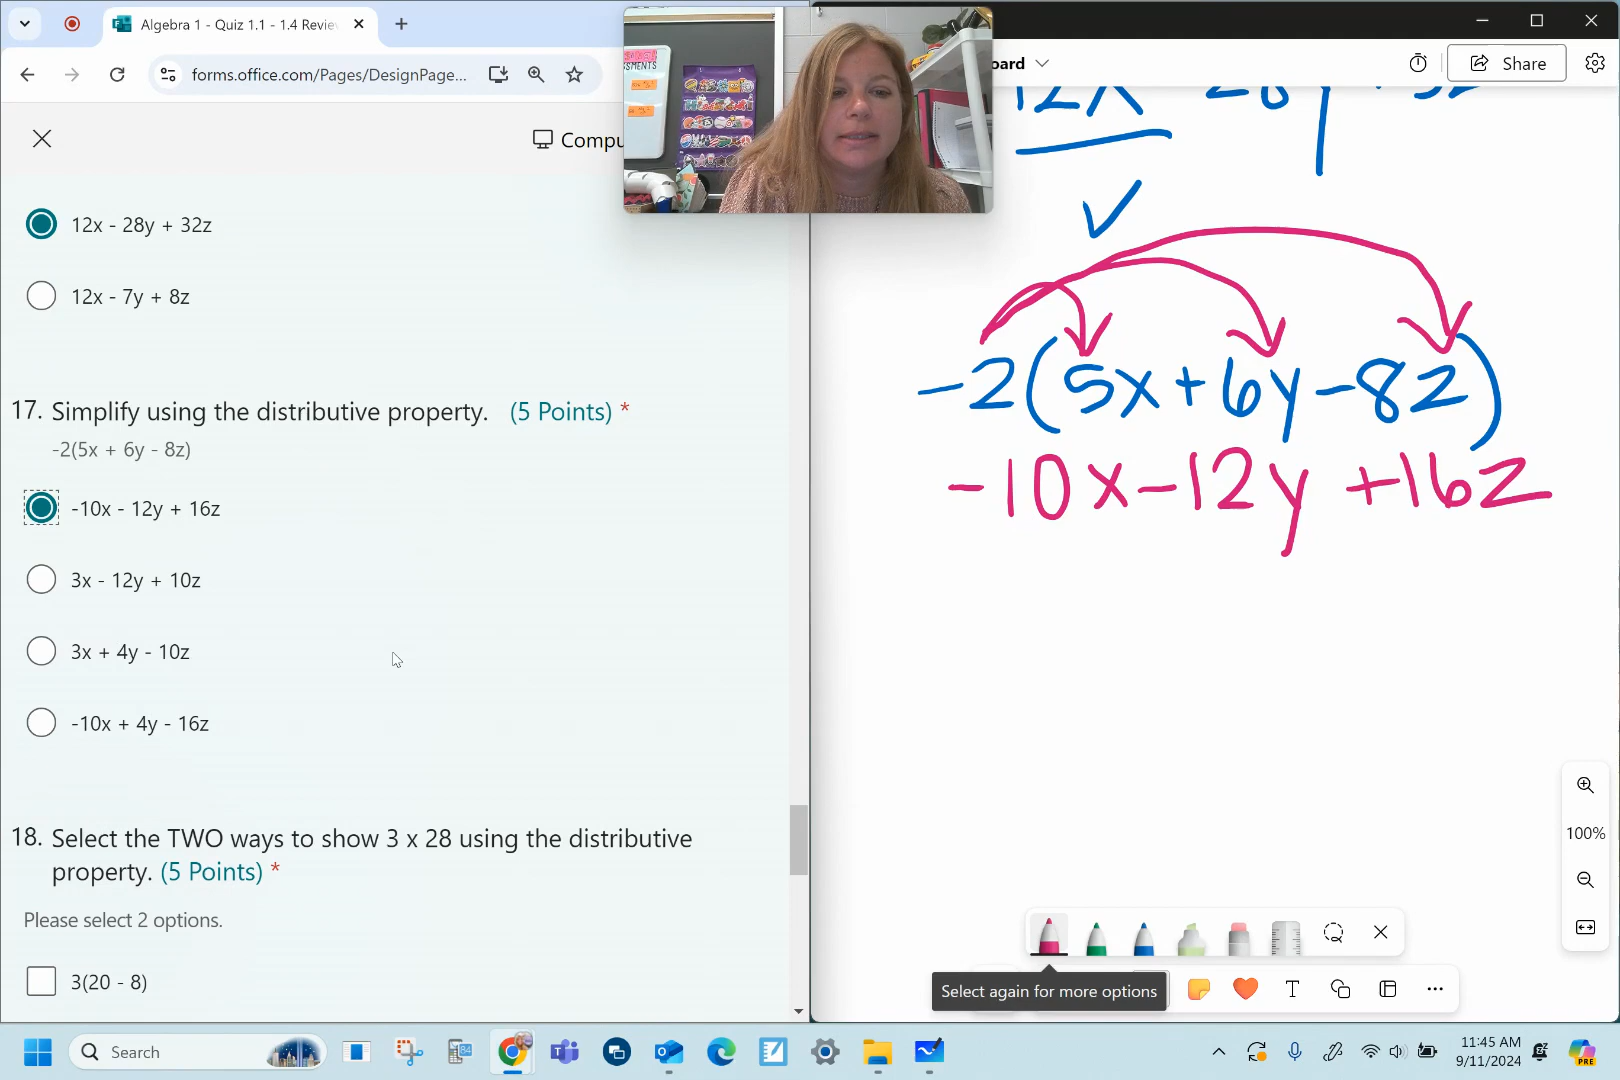 Algebra 1 - Quiz 1.1 - 1.4 Revie
forms.office.com/Pages/DesignPage...
Compu
12x - 28y + 32z
12x - 7y + 8z
17. Simplify using the distributive property. (5 Points) *
-2(5x + 6y - 8z)
-10x - 12y + 16z
3x - 12y + 10z
3x + 4y - 10z
-10x + 4y - 16z
18. Select the TWO ways to show 3 x 28 using the distributive
property. (5 Points) *
Please select 2 options.
3(20 - 8)
oard
Share
-2(5x+6y-8z)
-10x-12y +16z
100%
Select again for more options
Search
11:45 AM
9/11/2024
PRE